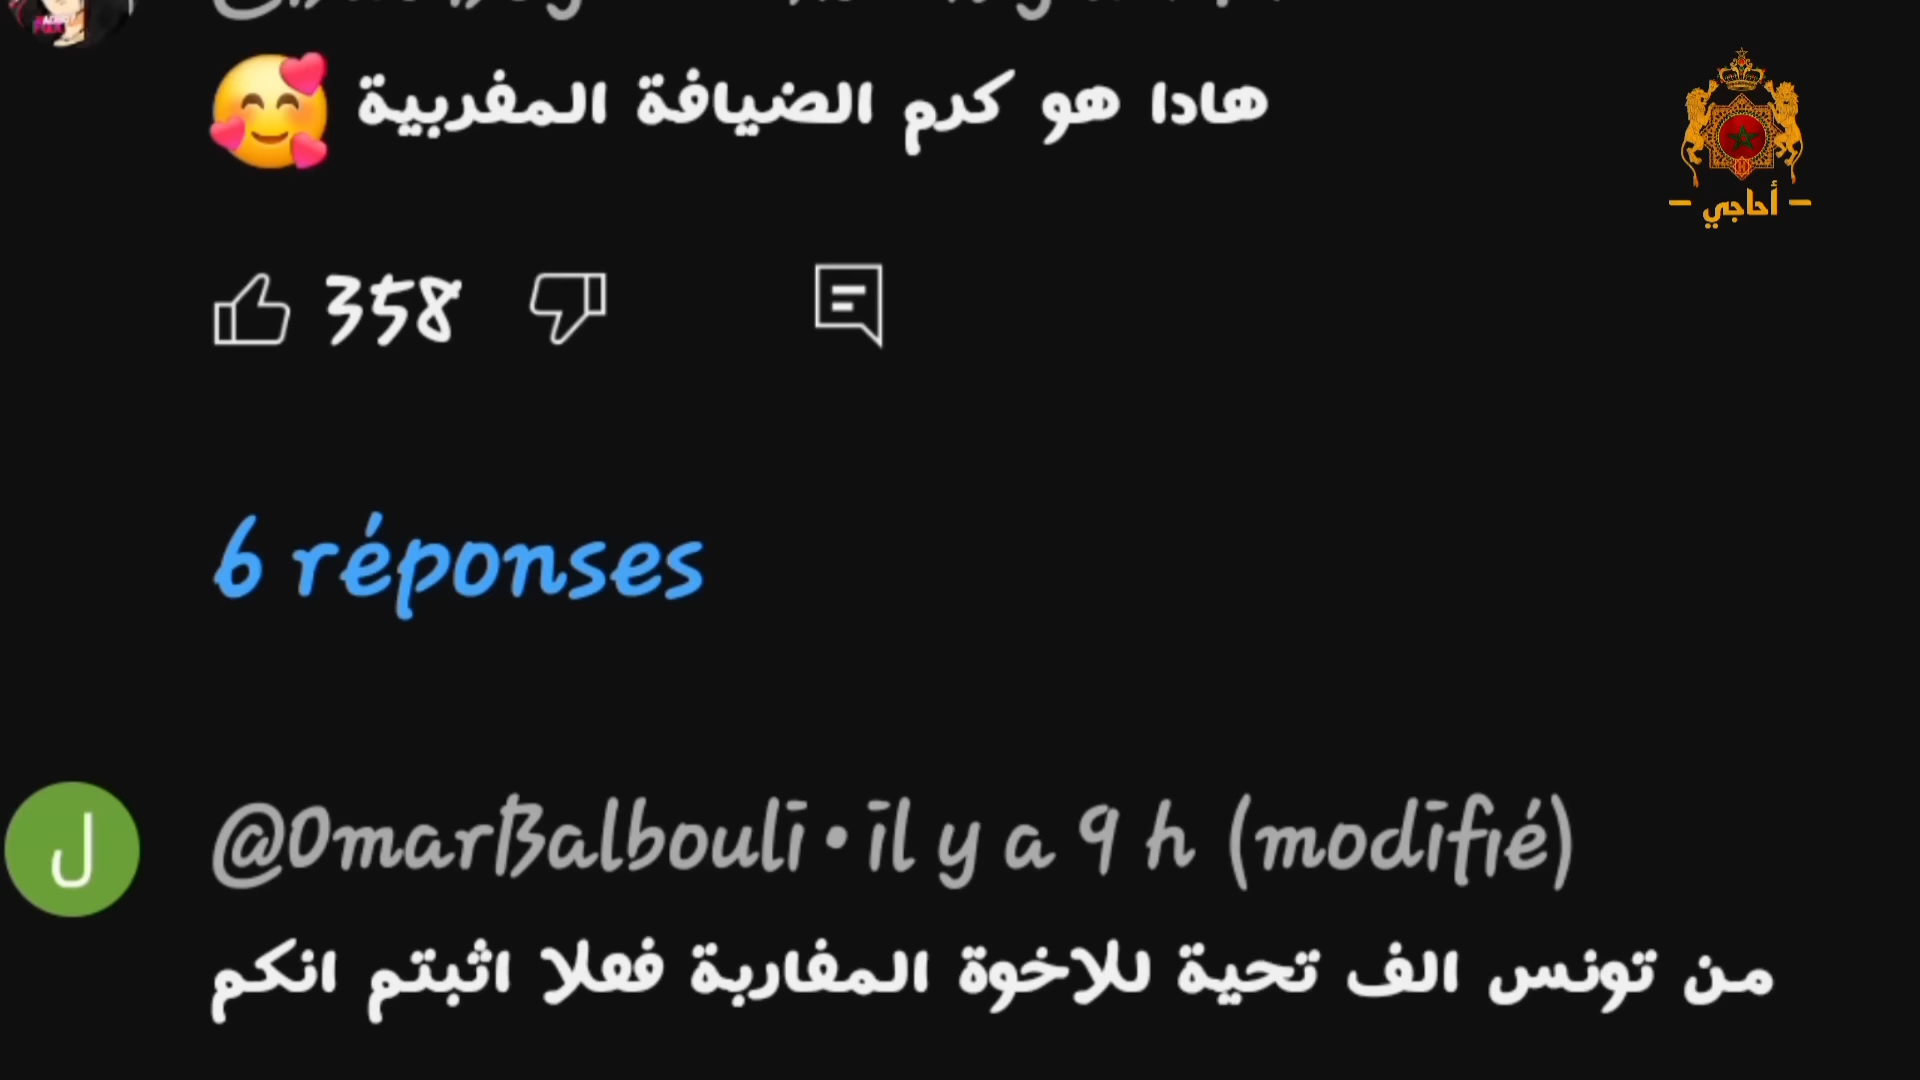 هادا هو كرم الضيافة المغربية 🥰
أحاجي
358
6 réponses
J
@OmarBalbouli • il y a 9 h (modifié)
من تونس الف تحية للاخوة المغاربة فعلا اثبتم انكم